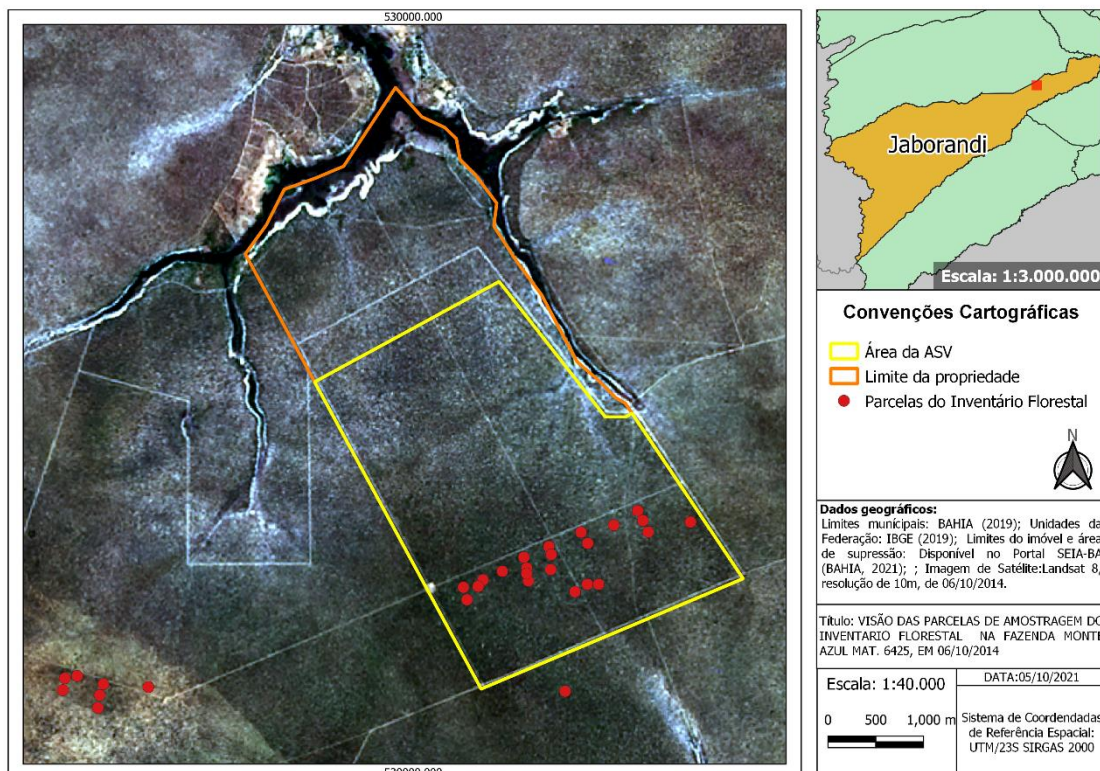 530000.000
Jaborandi
Escala: 1:3.000.000
Convenções Cartográficas
Área da ASV
Limite da propriedade
Parcelas do Inventário Florestal
N
Dados geográficos:
Limites munícipais: BAHIA (2019); Unidades da
Federação: IBGE (2019); Limites do imóvel e área
de supressão: Disponível no Portal SEIA-BA
(BAHIA, 2021); ; Imagem de Satélite:Landsat 8,
resolução de 10m, de 06/10/2014.
Título: VISÃO DAS PARCELAS DE AMOSTRAGEM DO
INVENTARIO FLORESTAL NA FAZENDA MONTE
AZUL MAT. 6425, EM 06/10/2014
Escala: 1:40.000
0 500 1,000 m
DATA:05/10/2021
Sistema de Coordendadas
de Referência Espacial:
UTM/23S SIRGAS 2000
530000.000